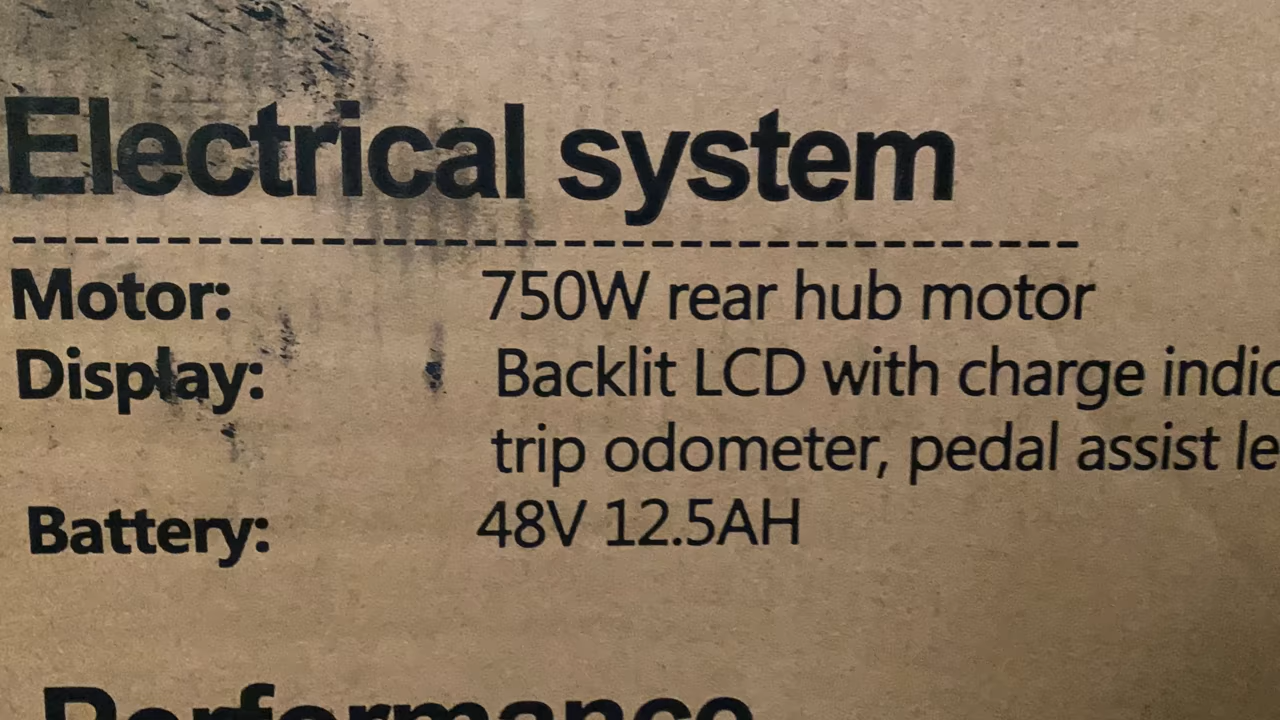 Electrical system
-----------------------------------
Motor: 750W rear hub motor
Display: Backlit LCD with charge
trip odometer, pedal assist
Battery: 48V 12.5AH
Performance